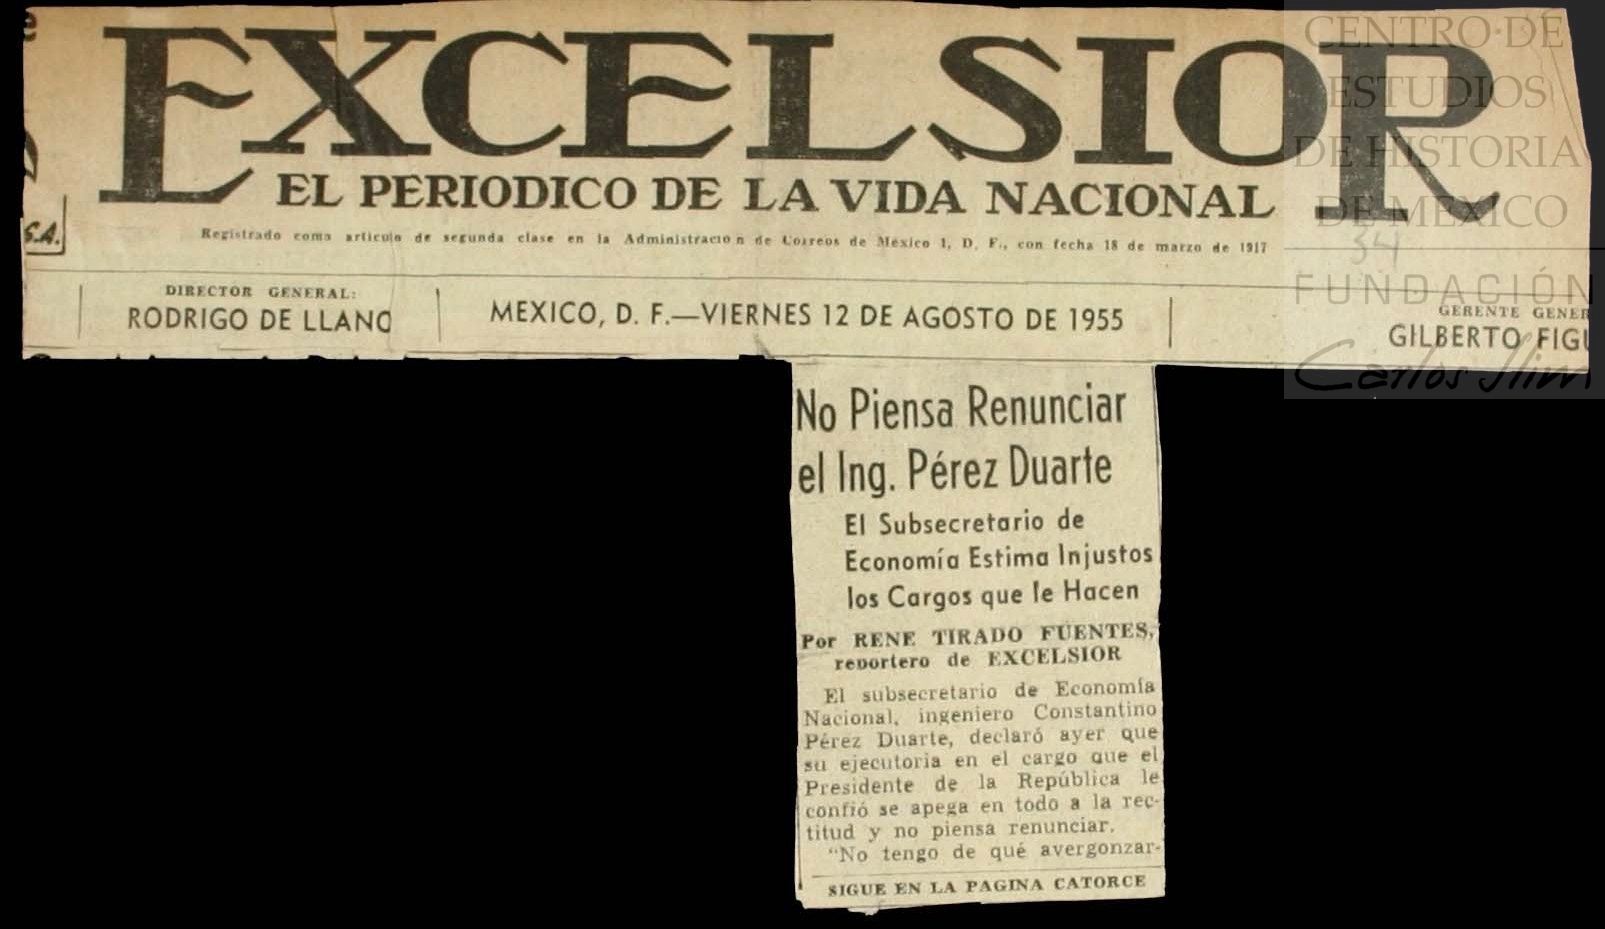 EXCELSIOR
EL PERIODICO DE LA VIDA NACIONAL
S.A.
Registrado como articulo de segunda clase en la Administracion de Correos de México 1, D. F., con fecha 18 de marzo de 1917
DIRECTOR GENERAL:
RODRIGO DE LLANO
MEXICO, D. F.—VIERNES 12 DE AGOSTO DE 1955
GERENTE GENER
GILBERTO FIGU
34
CENTRO DE
ESTUDIOS
DE HISTORIA
DE MEXICO
FUNDACIÓN
Carlos Slim
No Piensa Renunciar
el Ing. Pérez Duarte
El Subsecretario de
Economía Estima Injustos
los Cargos que le Hacen
Por RENE TIRADO FUENTES,
reportero de EXCELSIOR
El subsecretario de Economía
Nacional, ingeniero Constantino
Pérez Duarte, declaró ayer que
su ejecutoria en el cargo que el
Presidente de la República le
confió se apega en todo a la rec-
titud y no piensa renunciar.
"No tengo de qué avergonzar-
SIGUE EN LA PAGINA CATORCE